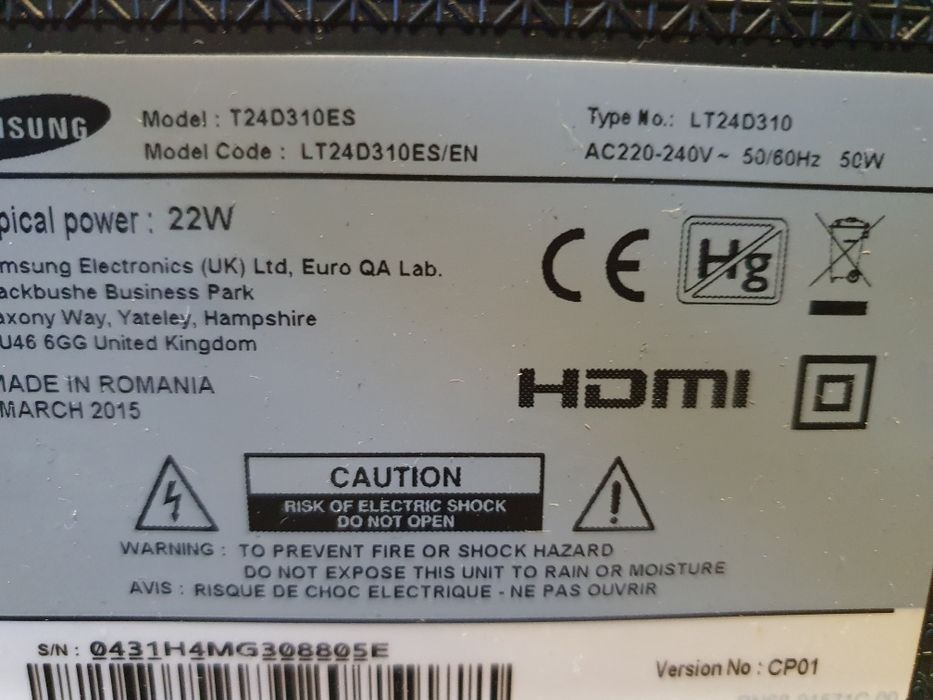 MSUNG
Model : T24D310ES
Type No.: LT24D310
Model Code : LT24D310ES/EN
AC220-240V~ 50/60Hz 50W
pical power : 22W
msung Electronics (UK) Ltd, Euro QA Lab.
ackbushe Business Park
axony Way, Yateley, Hampshire
U46 6GG United Kingdom
MADE IN ROMANIA
MARCH 2015
CE
Hg
HDMI
CAUTION
RISK OF ELECTRIC SHOCK
DO NOT OPEN
WARNING : TO PREVENT FIRE OR SHOCK HAZARD
DO NOT EXPOSE THIS UNIT TO RAIN OR MOISTURE
AVIS : RISQUE DE CHOC ELECTRIQUE - NE PAS OUVRIR
S/N : 0431H4MG308805E
Version No : CP01